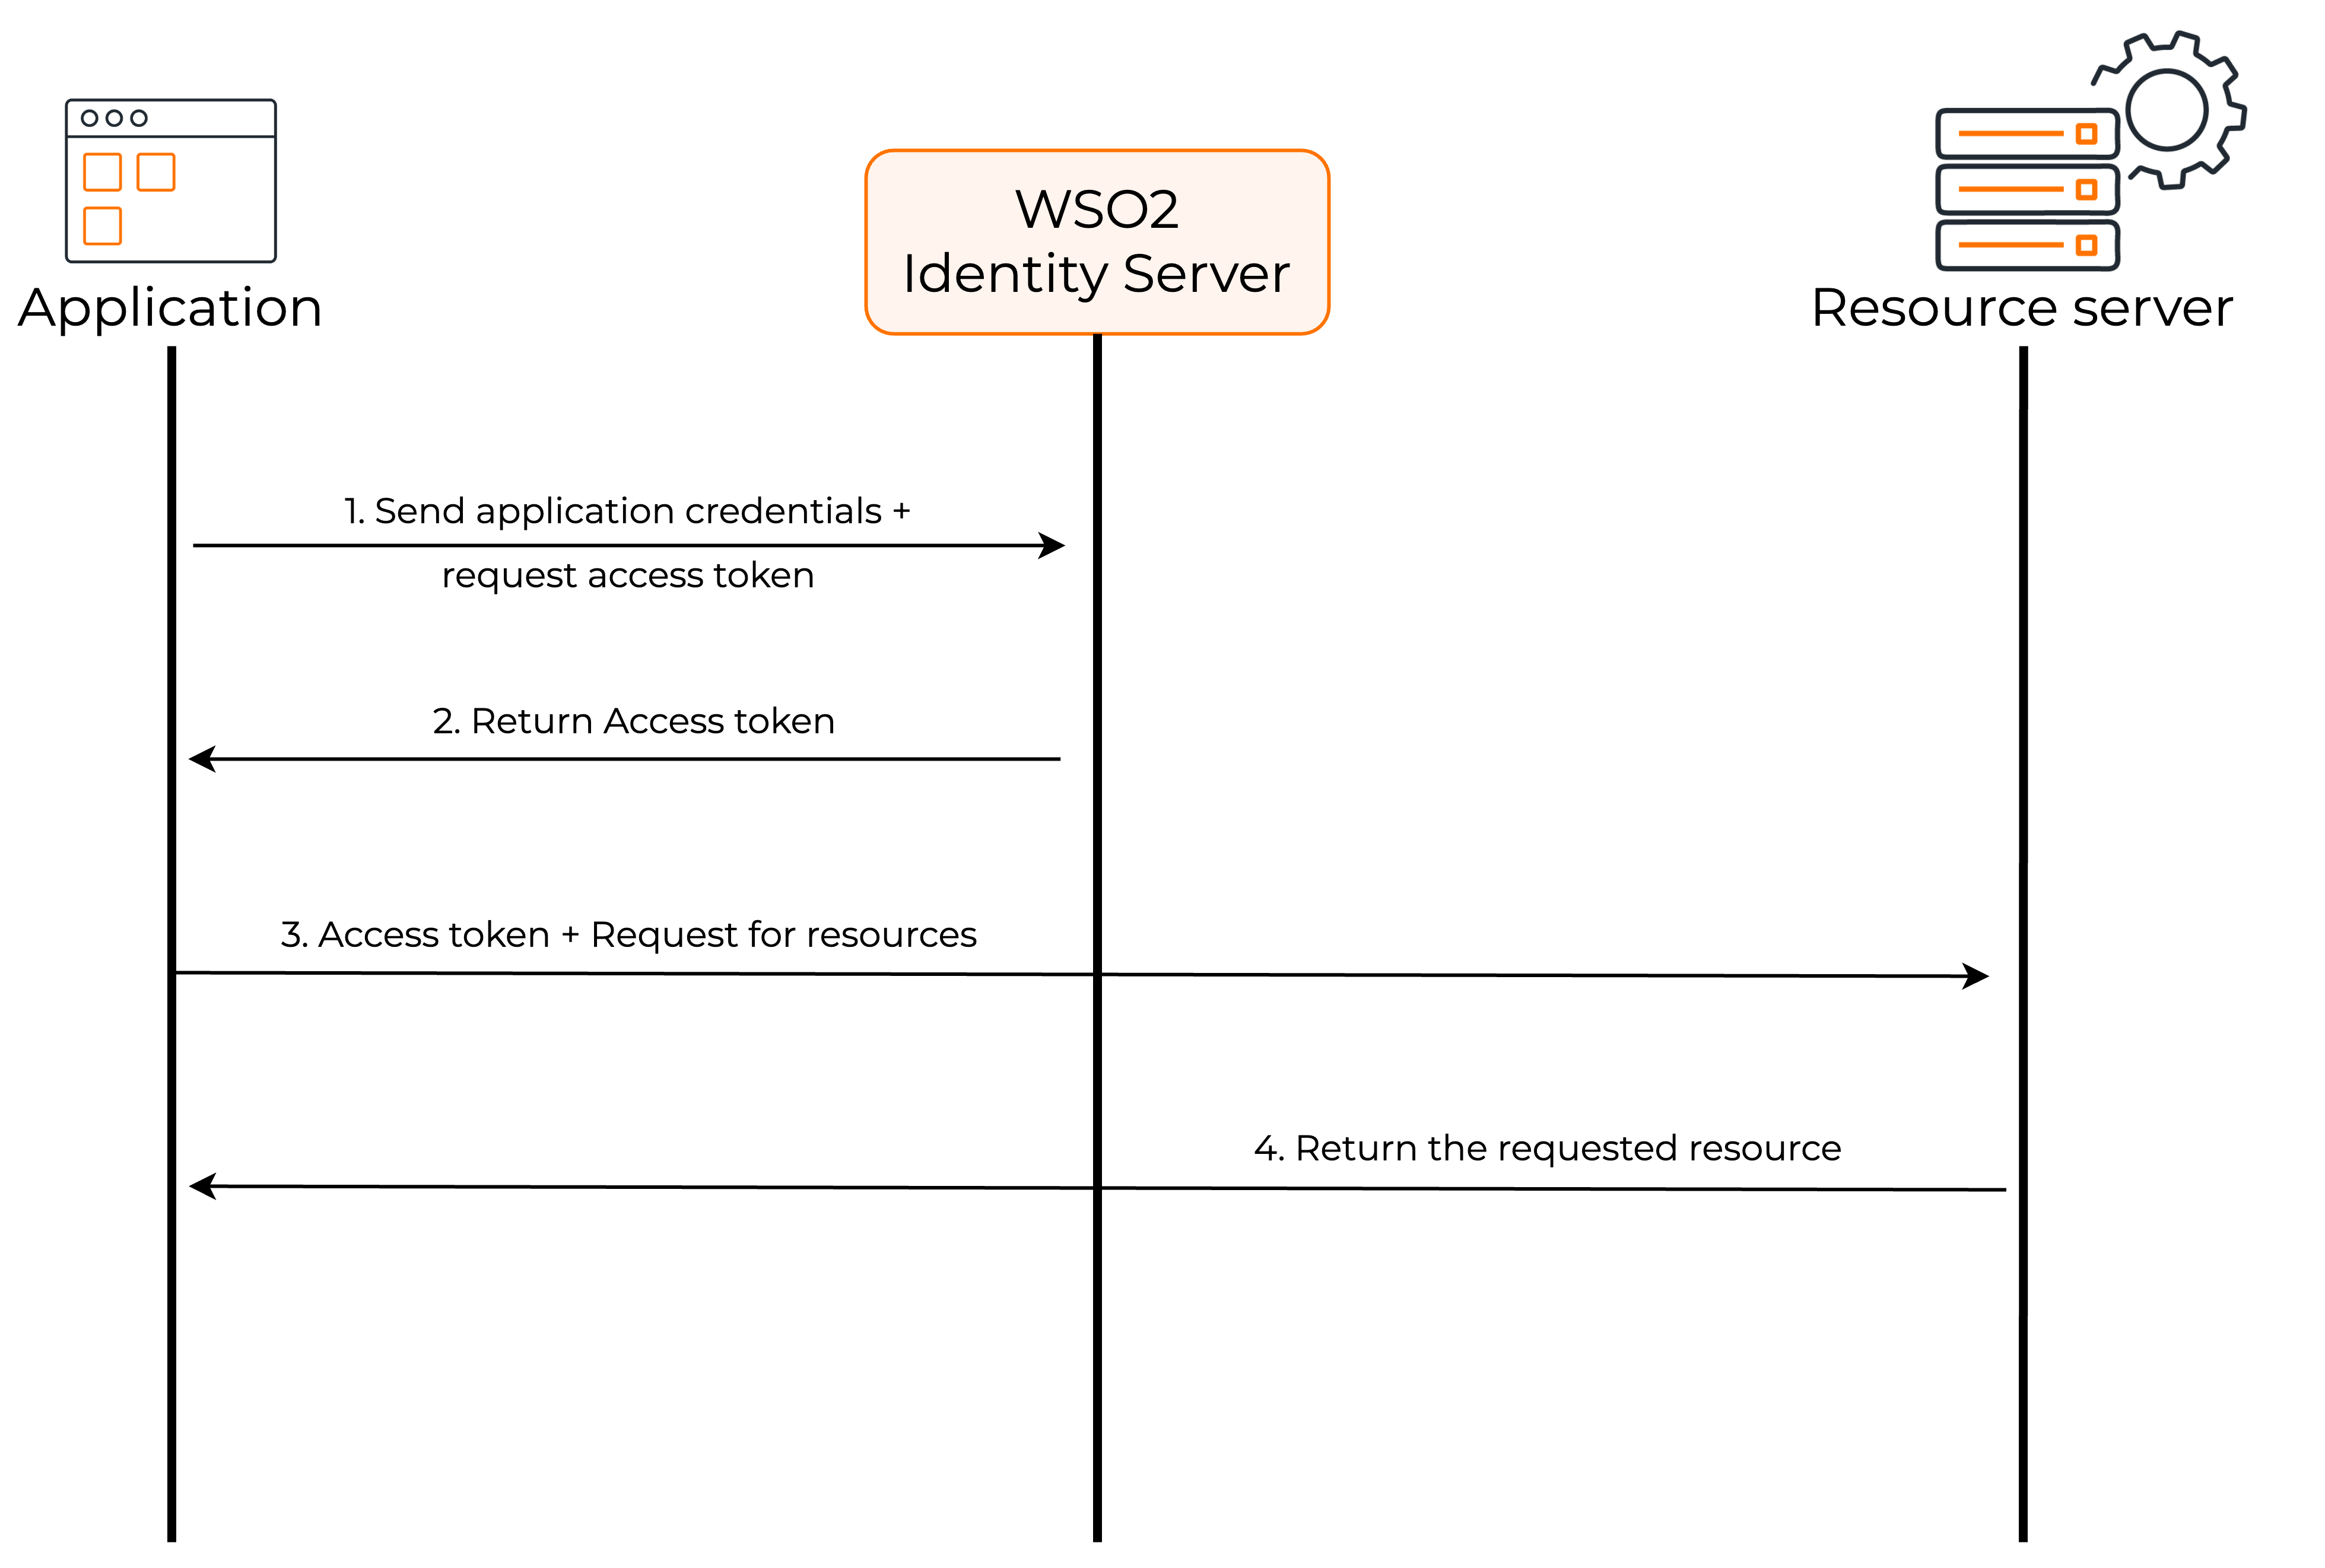 Application
WSO2
Identity Server
Resource server
1. Send application credentials +
request access token
2. Return Access token
3. Access token + Request for resources
4. Return the requested resource